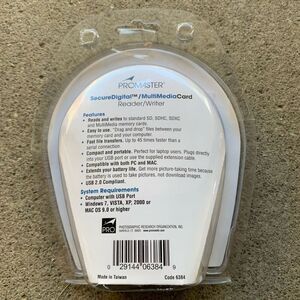 PROMASTER
SecureDigital™/MultiMediaCard
Reader/Writer
Features
• Reads and writes to standard SD, SDHC, SDXC
and MultiMedia memory cards.
• Easy to use. "Drag and drop" files between your
memory card and your computer.
• Fast file transfers. Up to 45 times faster than a
serial connection.
• Compact and portable. Perfect for laptop users. Plugs directly
into your USB port or use the supplied extension cable.
• Compatible with both PC and MAC.
• Extends your battery life. Get more picture-taking time because
the battery is used to take pictures, not download images.
• USB 2.0 Compliant.
System Requirements
• Computer with USB Port
• Windows 7, VISTA, XP, 2000 or
MAC OS 9.0 or higher
PRO
PHOTOGRAPHIC RESEARCH ORGANIZATION, INC.
www.promaster.com
0 29144 06384 9
Made in Taiwan
Code 6384